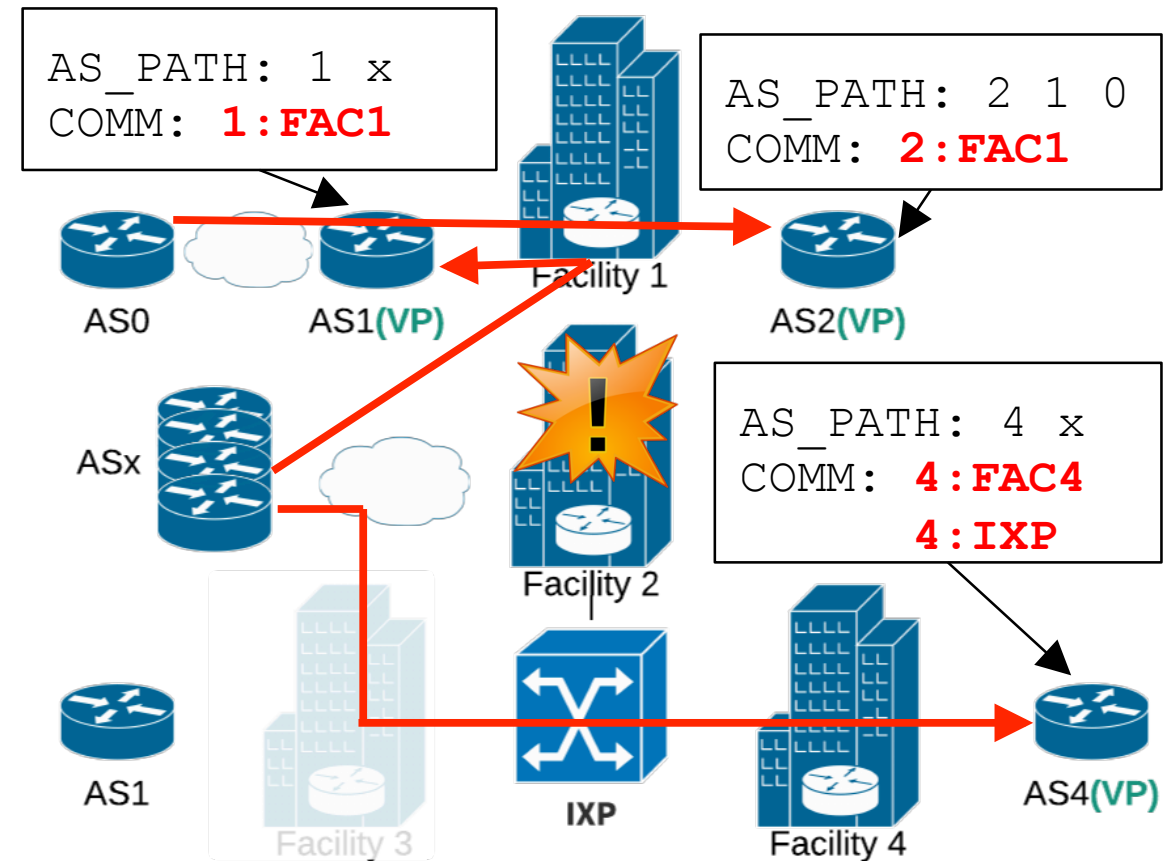 AS_PATH: 1 x
COMM: 1:FAC1
AS_PATH: 2 1 0
COMM: 2:FAC1
Facility 1
AS0
AS1(VP)
AS2(VP)
!
AS_PATH: 4 x
COMM: 4:FAC4
4:IXP
ASx
Facility 2
AS1
Facility 3
IXP
Facility 4
AS4(VP)